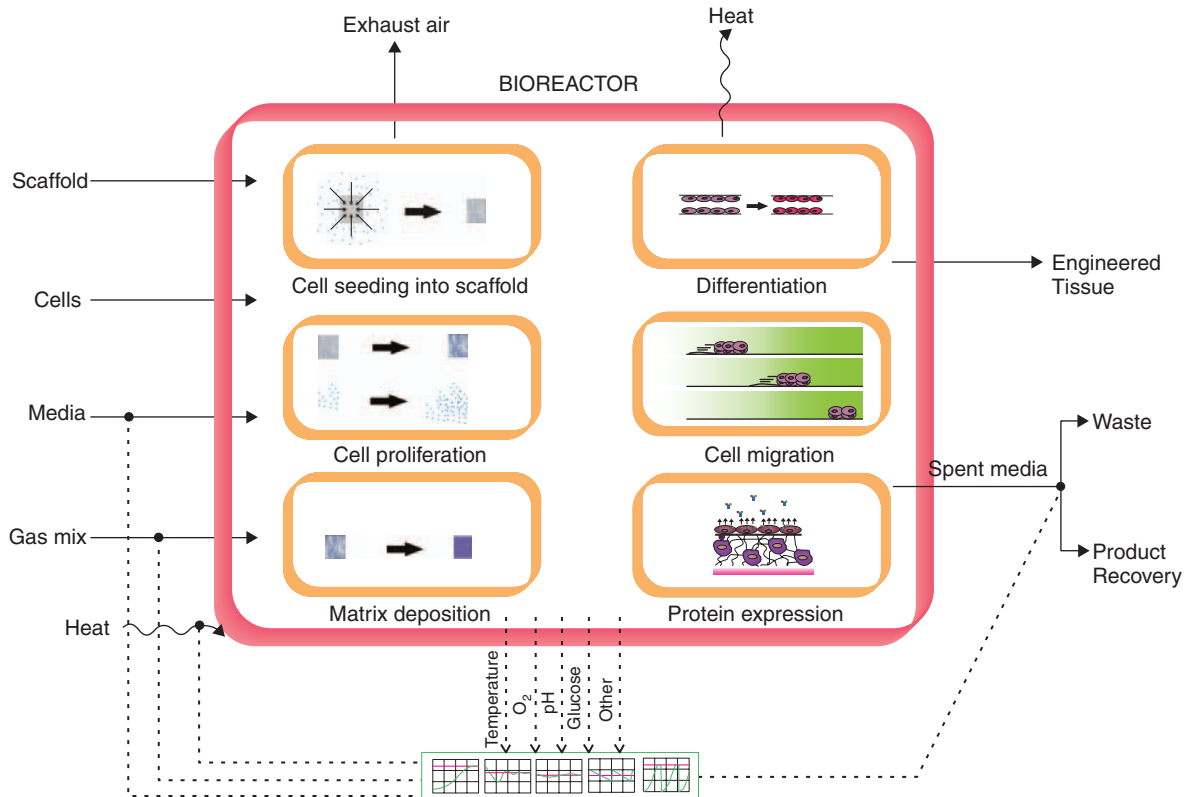 Exhaust air
Heat
BIOREACTOR
Scaffold
Cell seeding into scaffold
Differentiation
Engineered
Tissue
Cells
Media
Cell proliferation
Cell migration
Waste
Spent media
Gas mix
Product
Recovery
Matrix deposition
Protein expression
Heat
Temperature
O₂
pH
Glucose
Other